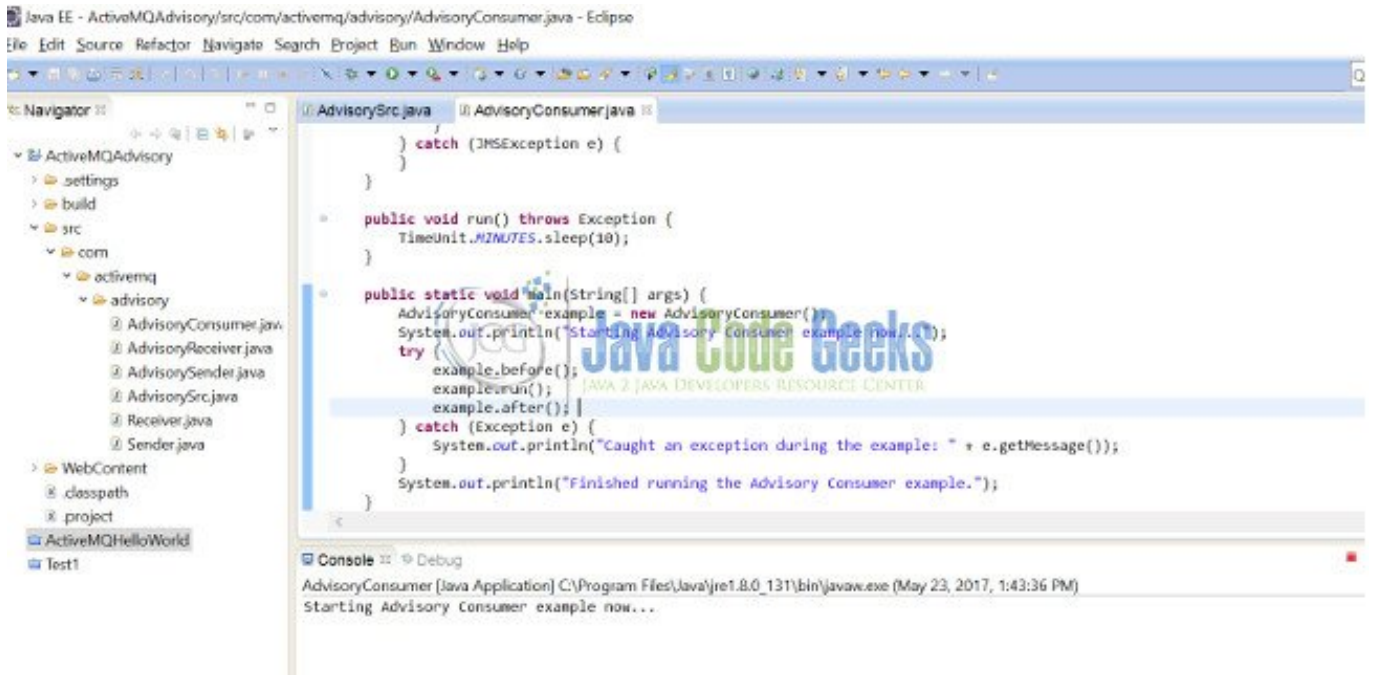 Java EE - ActiveMQAdvisory/src/com/activemq/advisory/AdvisoryConsumer.java - Eclipse
File Edit Source Refactor Navigate Search Project Run Window Help
Navigator
ActiveMQAdvisory
.settings
build
src
com
activemq
advisory
AdvisoryConsumer.jav
AdvisoryReceiver.java
AdvisorySender.java
AdvisorySrc.java
Receiver.java
Sender.java
WebContent
.classpath
.project
ActiveMQHelloWorld
Test1
AdvisorySrc.java AdvisoryConsumer.java
}
} catch (JMSException e) {
}
}
public void run() throws Exception {
TimeUnit.MINUTES.sleep(10);
}
public static void main(String[] args) {
AdvisoryConsumer example = new AdvisoryConsumer();
System.out.println("Starting Advisory Consumer example now...");
try {
example.before();
example.run();
example.after();
} catch (Exception e) {
System.out.println("Caught an exception during the example: " + e.getMessage());
}
System.out.println("Finished running the Advisory Consumer example.");
}
jcg
Java Code Geeks
JAVA 2 JAVA DEVELOPERS RESOURCE CENTER
Console Debug
AdvisoryConsumer [Java Application] C:\Program Files\Java\jre1.8.0_131\bin\javaw.exe (May 23, 2017, 1:43:36 PM)
Starting Advisory Consumer example now...